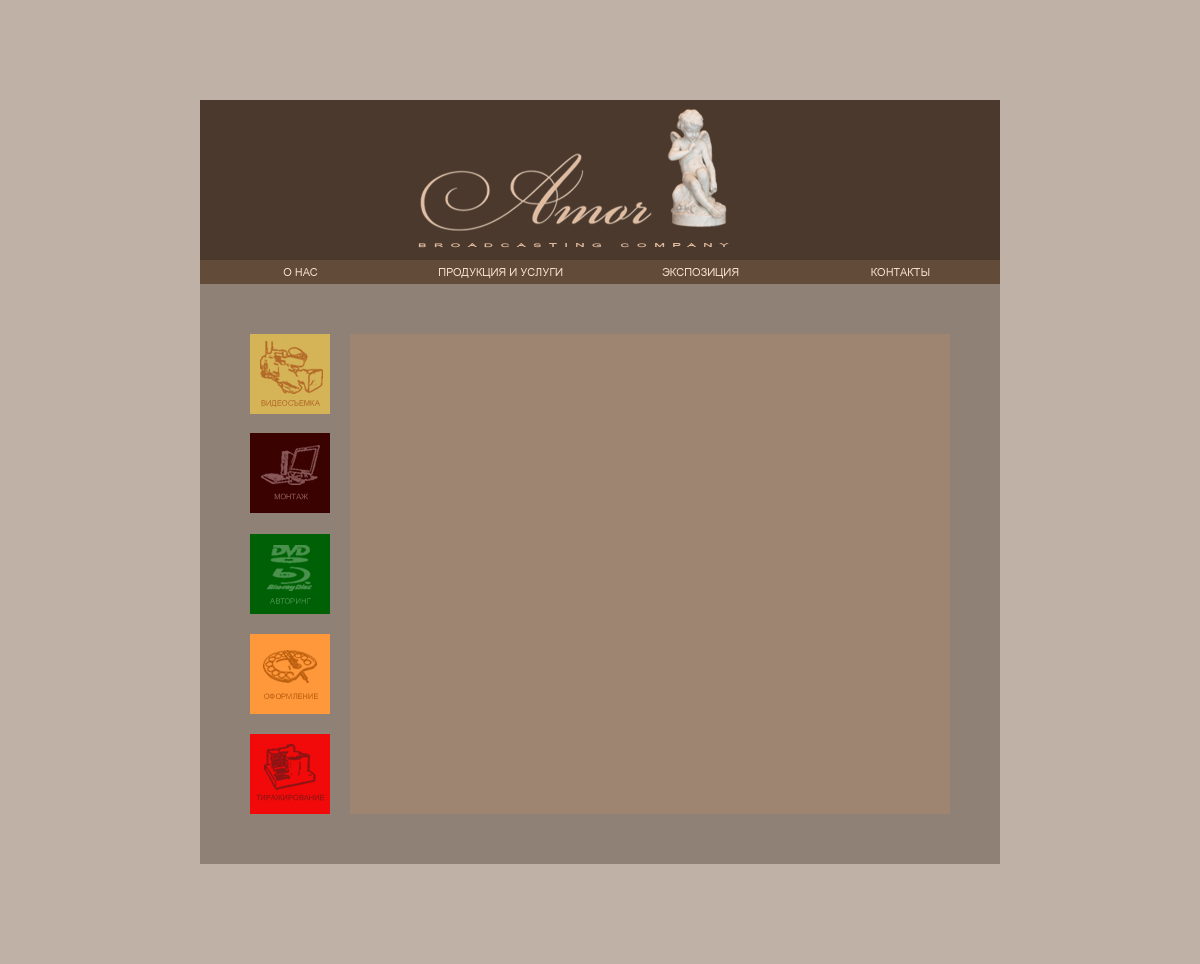 Amor
BROADCASTING COMPANY
О НАС
ПРОДУКЦИЯ И УСЛУГИ
ЭКСПОЗИЦИЯ
КОНТАКТЫ
ВИДЕОСЪЕМКА
МОНТАЖ
DVD
Blu-ray Disc
АВТОРИНГ
ОФОРМЛЕНИЕ
ТИРАЖИРОВАНИЕ